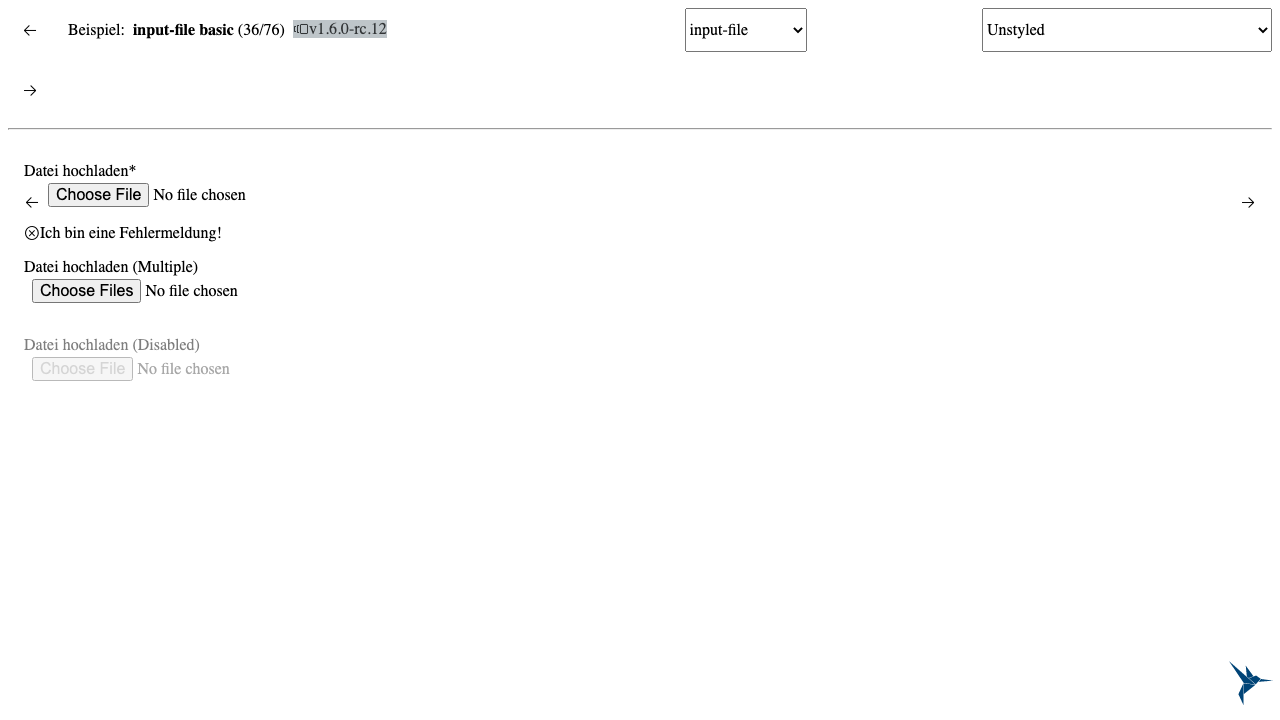 Beispiel: input-file basic (36/76) v1.6.0-rc.12 input-file Unstyled
Datei hochladen*
Choose File No file chosen
Ich bin eine Fehlermeldung!
Datei hochladen (Multiple)
Choose Files No file chosen
Datei hochladen (Disabled)
Choose File No file chosen